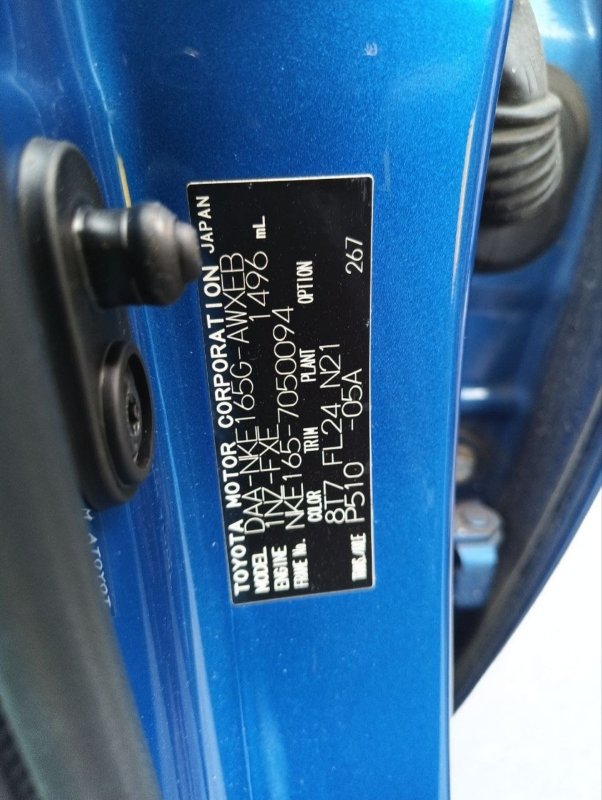 TOYOTA MOTOR CORPORATION JAPAN
MODEL DAA-NKE165G-AWXEB
ENGINE 1NZ-FXE 1496 mL
FRAME No. NKE165-7050094
COLOR TRIM PLANT OPTION
8T7 FL24 N21 267
TRANS./AXLE P510 -05A